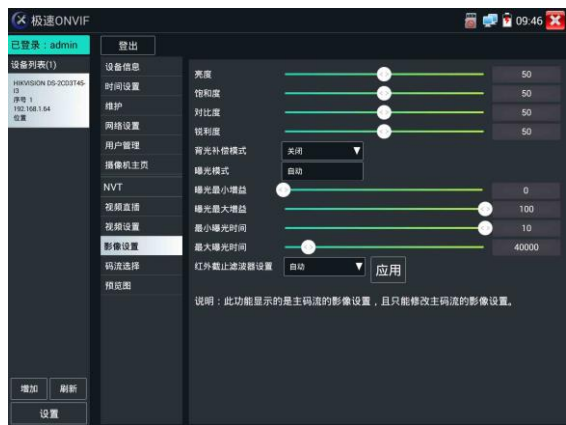 极速ONVIF
09:46
已登录：admin
登出
设备列表(1)
HIKVISION DS-2CD3T45-I3
序号 1
192.168.1.64
位置
增加
刷新
设置
设备信息
时间设置
维护
网络设置
用户管理
摄像机主页
NVT
视频直播
视频设置
影像设置
码流选择
预览图
亮度 50
饱和度 50
对比度 50
锐利度 50
背光补偿模式 关闭
曝光模式 自动
曝光最小增益 0
曝光最大增益 100
最小曝光时间 10
最大曝光时间 40000
红外截止滤波器设置 自动 应用
说明：此功能显示的是主码流的影像设置，且只能修改主码流的影像设置。